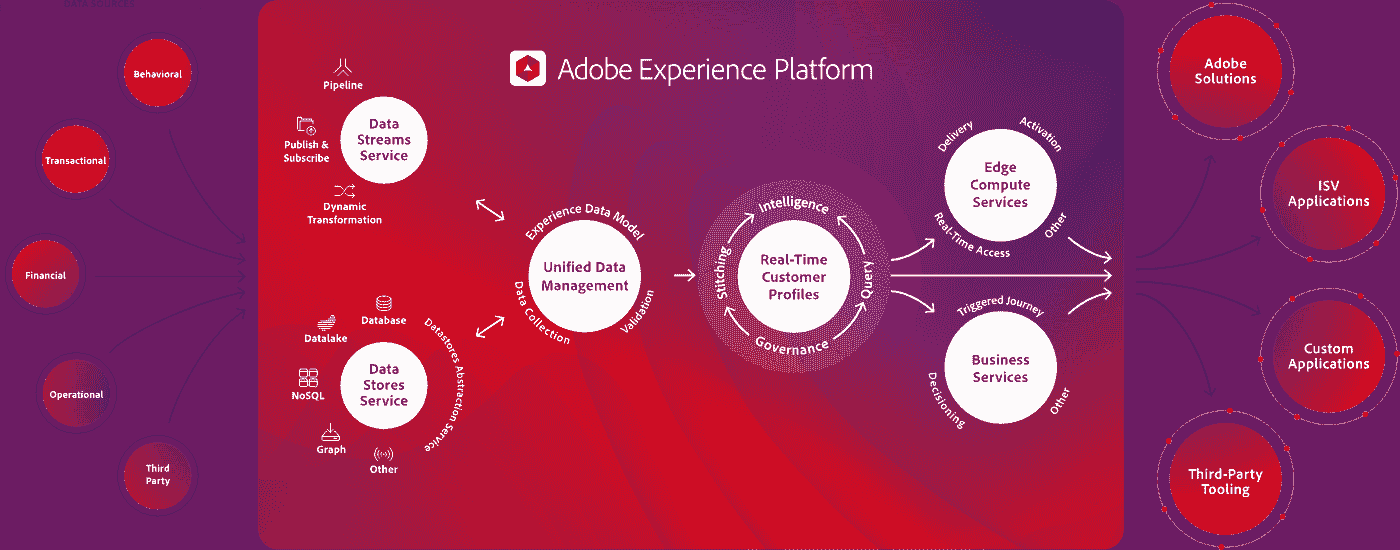 DATA SOURCES
Behavioral
Transactional
Financial
Operational
Third
Party
Adobe Experience Platform
Pipeline
Publish &
Subscribe
Dynamic
Transformation
Data
Streams
Service
Database
Datalake
NoSQL
Graph
Other
Datastores Abstraction Service
Data
Stores
Service
Experience Data Model
Unified Data
Management
Data Collection
Validation
Intelligence
Stitching
Real-Time
Customer
Profiles
Query
Governance
Delivery
Activation
Edge
Compute
Services
Real-Time Access
Other
Triggered Journey
Business
Services
Decisioning
Other
Adobe
Solutions
ISV
Applications
Custom
Applications
Third-Party
Tooling